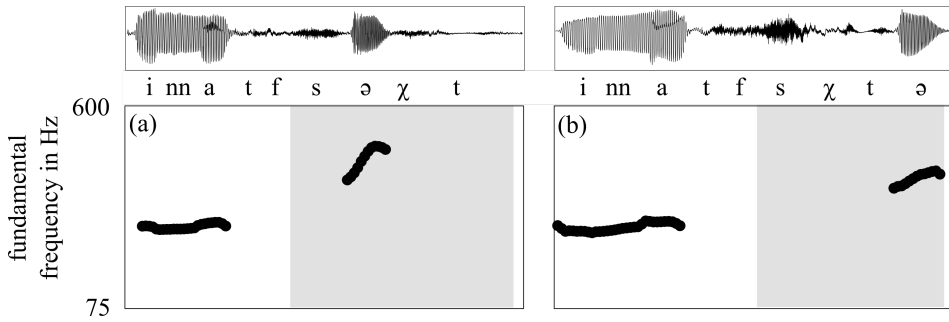 i nn a t f s ə χ t
i nn a t f s χ t ə
600
(a)
(b)
fundamental
frequency in Hz
75